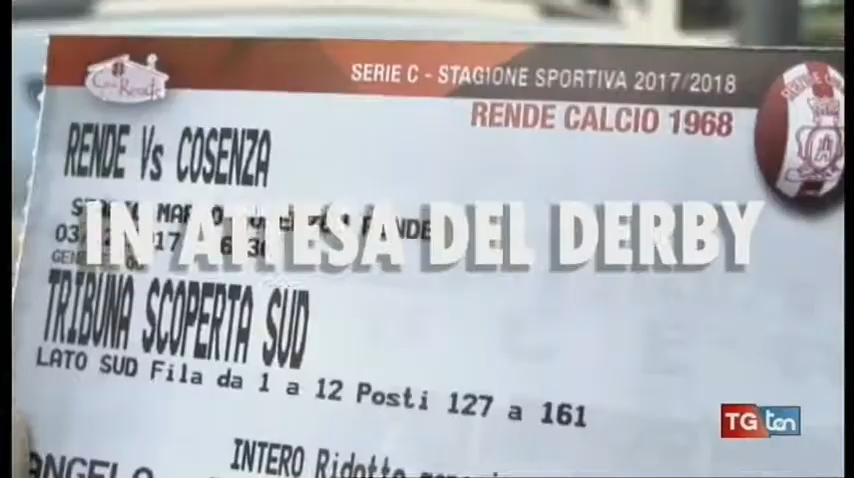 SERIE C - STAGIONE SPORTIVA 2017/2018
RENDE CALCIO 1968
RENDE Vs COSENZA
IN ATTESA DEL DERBY
TRIBUNA SCOPERTA SUD
LATO SUD Fila da 1 a 12 Posti 127 a 161
INTERO Ridotto
TG ten